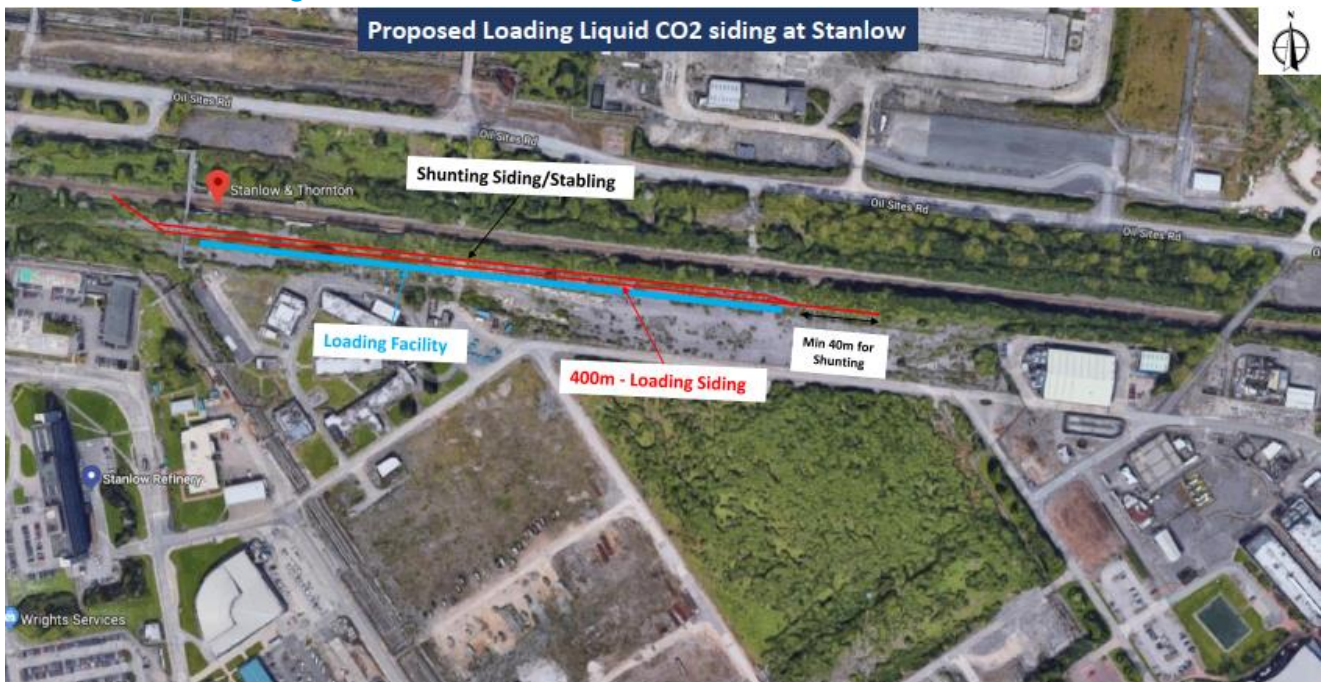 Proposed Loading Liquid CO2 siding at Stanlow
N
Oil Sites Rd
Oil Sites Rd
Shunting Siding/Stabling
Stanlow & Thornton
Oil Sites Rd
Oil Sites Rd
Loading Facility
Min 40m for
Shunting
400m - Loading Siding
Stanlow Refinery
Wrights Services